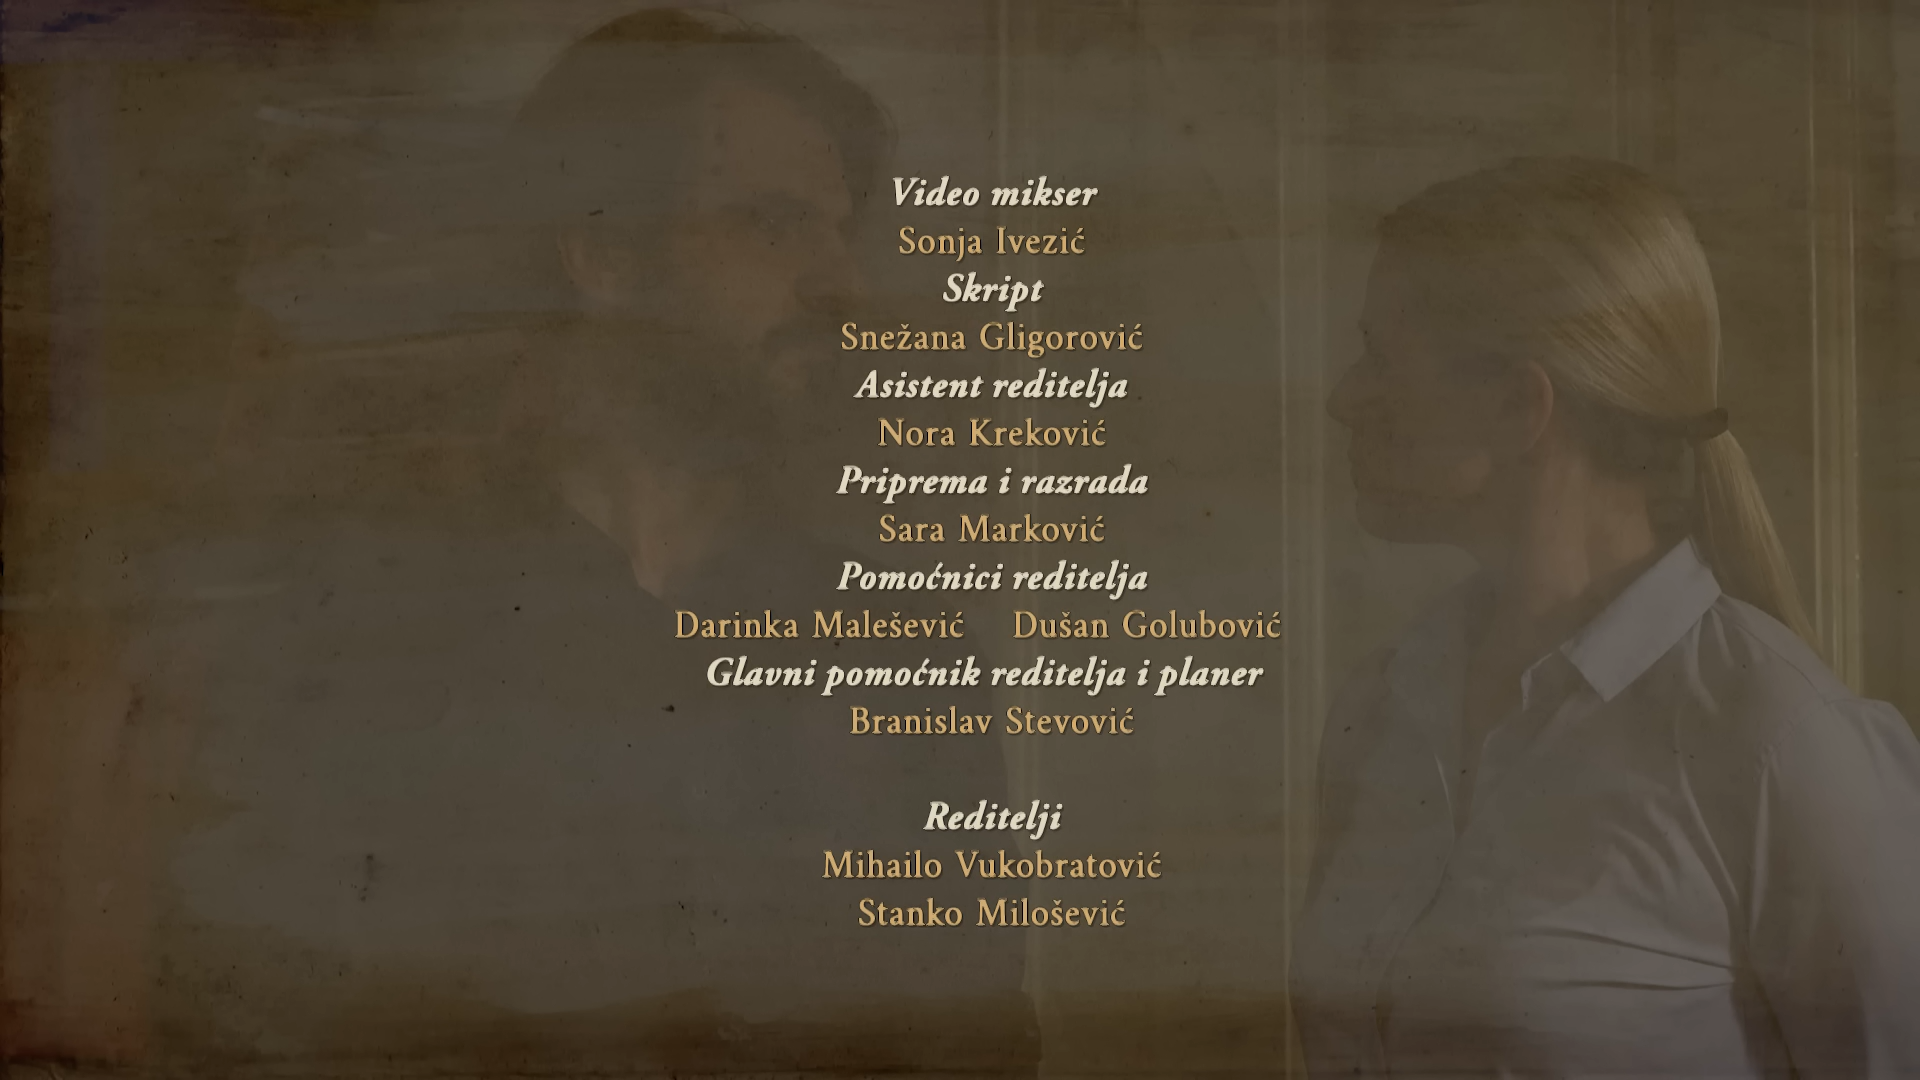 Video mikser
Sonja Ivezić
Skript
Snežana Gligorović
Asistent reditelja
Nora Kreković
Priprema i razrada
Sara Marković
Pomoćnici reditelja
Darinka Malešević Dušan Golubović
Glavni pomoćnik reditelja i planer
Branislav Stevović
Reditelji
Mihailo Vukobratović
Stanko Milošević